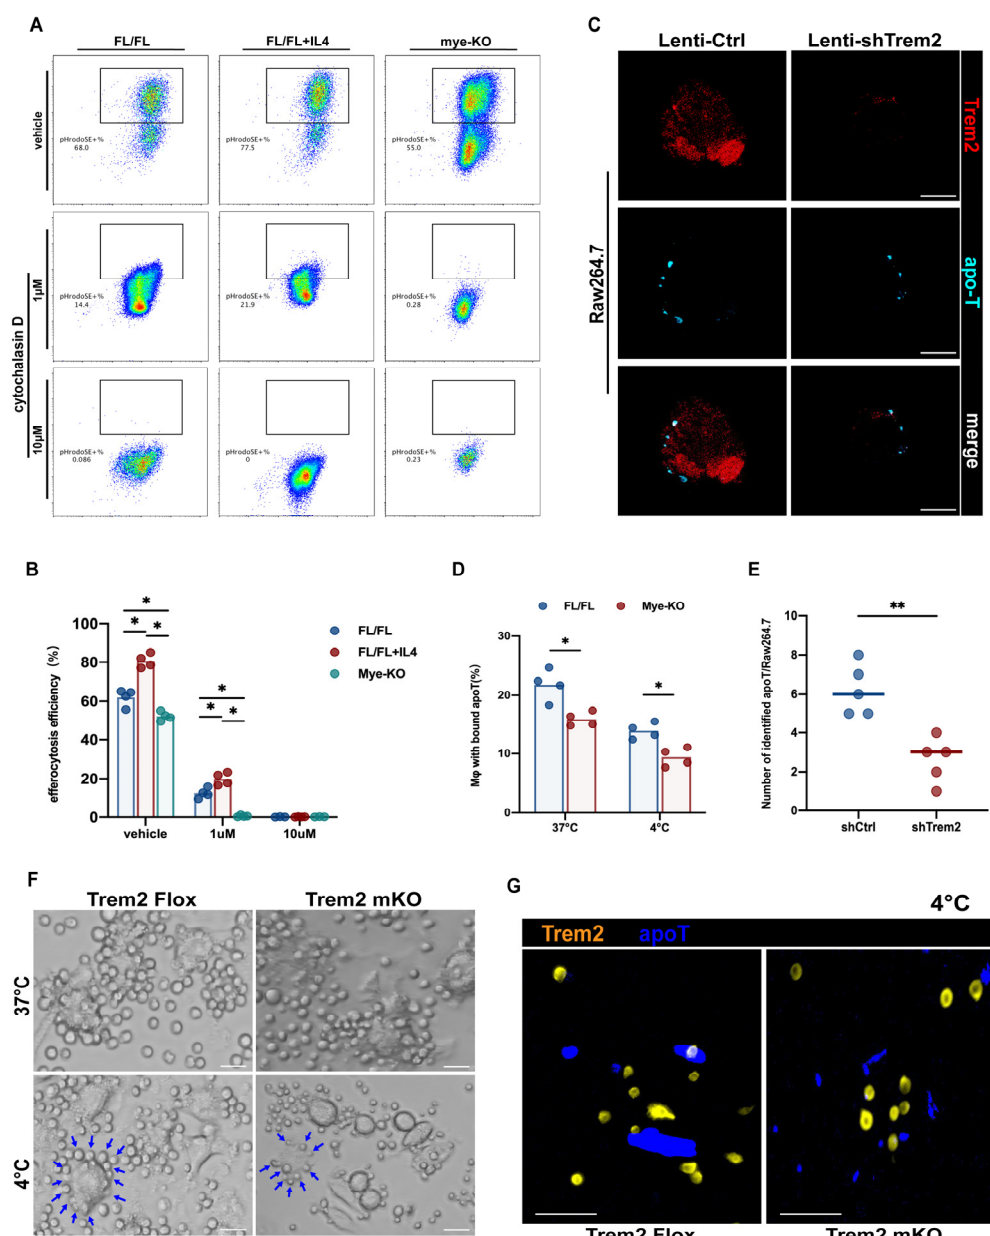 A
FL/FL
FL/FL+IL4
mye-KO
vehicle
pHrodoSE+%
68.0
pHrodoSE+%
77.5
pHrodoSE+%
55.0
cytochalasin D
1μM
pHrodoSE+%
14.4
pHrodoSE+%
21.9
pHrodoSE+%
0.28
10μM
pHrodoSE+%
0.086
pHrodoSE+%
0
pHrodoSE+%
0.23
C
Lenti-Ctrl
Lenti-shTrem2
Raw264.7
Trem2
apo-T
merge
B
efferocytosis efficiency (%)
100
80
60
40
20
0
* * *
* * *
vehicle
1uM
10uM
FL/FL
FL/FL+IL4
Mye-KO
D
FL/FL
Mye-KO
Mφ with bound apoT(%)
30
20
10
0
*
*
37°C
4°C
E
Number of identified apoT/Raw264.7
10
8
6
4
2
0
**
shCtrl
shTrem2
F
Trem2 Flox
Trem2 mKO
37°C
4°C
G
4°C
Trem2
apoT
Trem2 Flox
Trem2 mKO